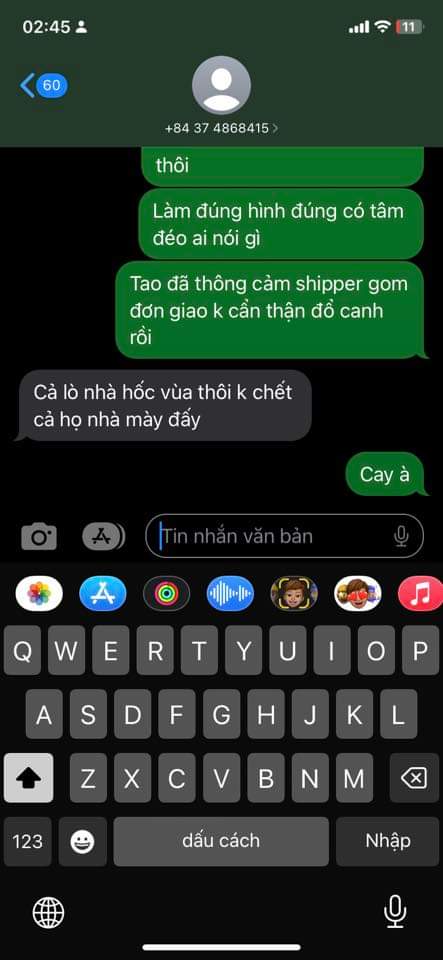 02:45
11
60
+84 37 4868415
thôi
Làm đúng hình đúng có tâm
đéo ai nói gì
Tao đã thông cảm shipper gom
đơn giao k cẩn thận đổ canh
rồi
Cả lò nhà hốc vùa thôi k chết
cả họ nhà mày đấy
Cay à
Tin nhắn văn bản
Q W E R T Y U I O P
A S D F G H J K L
Z X C V B N M
123 dấu cách Nhập